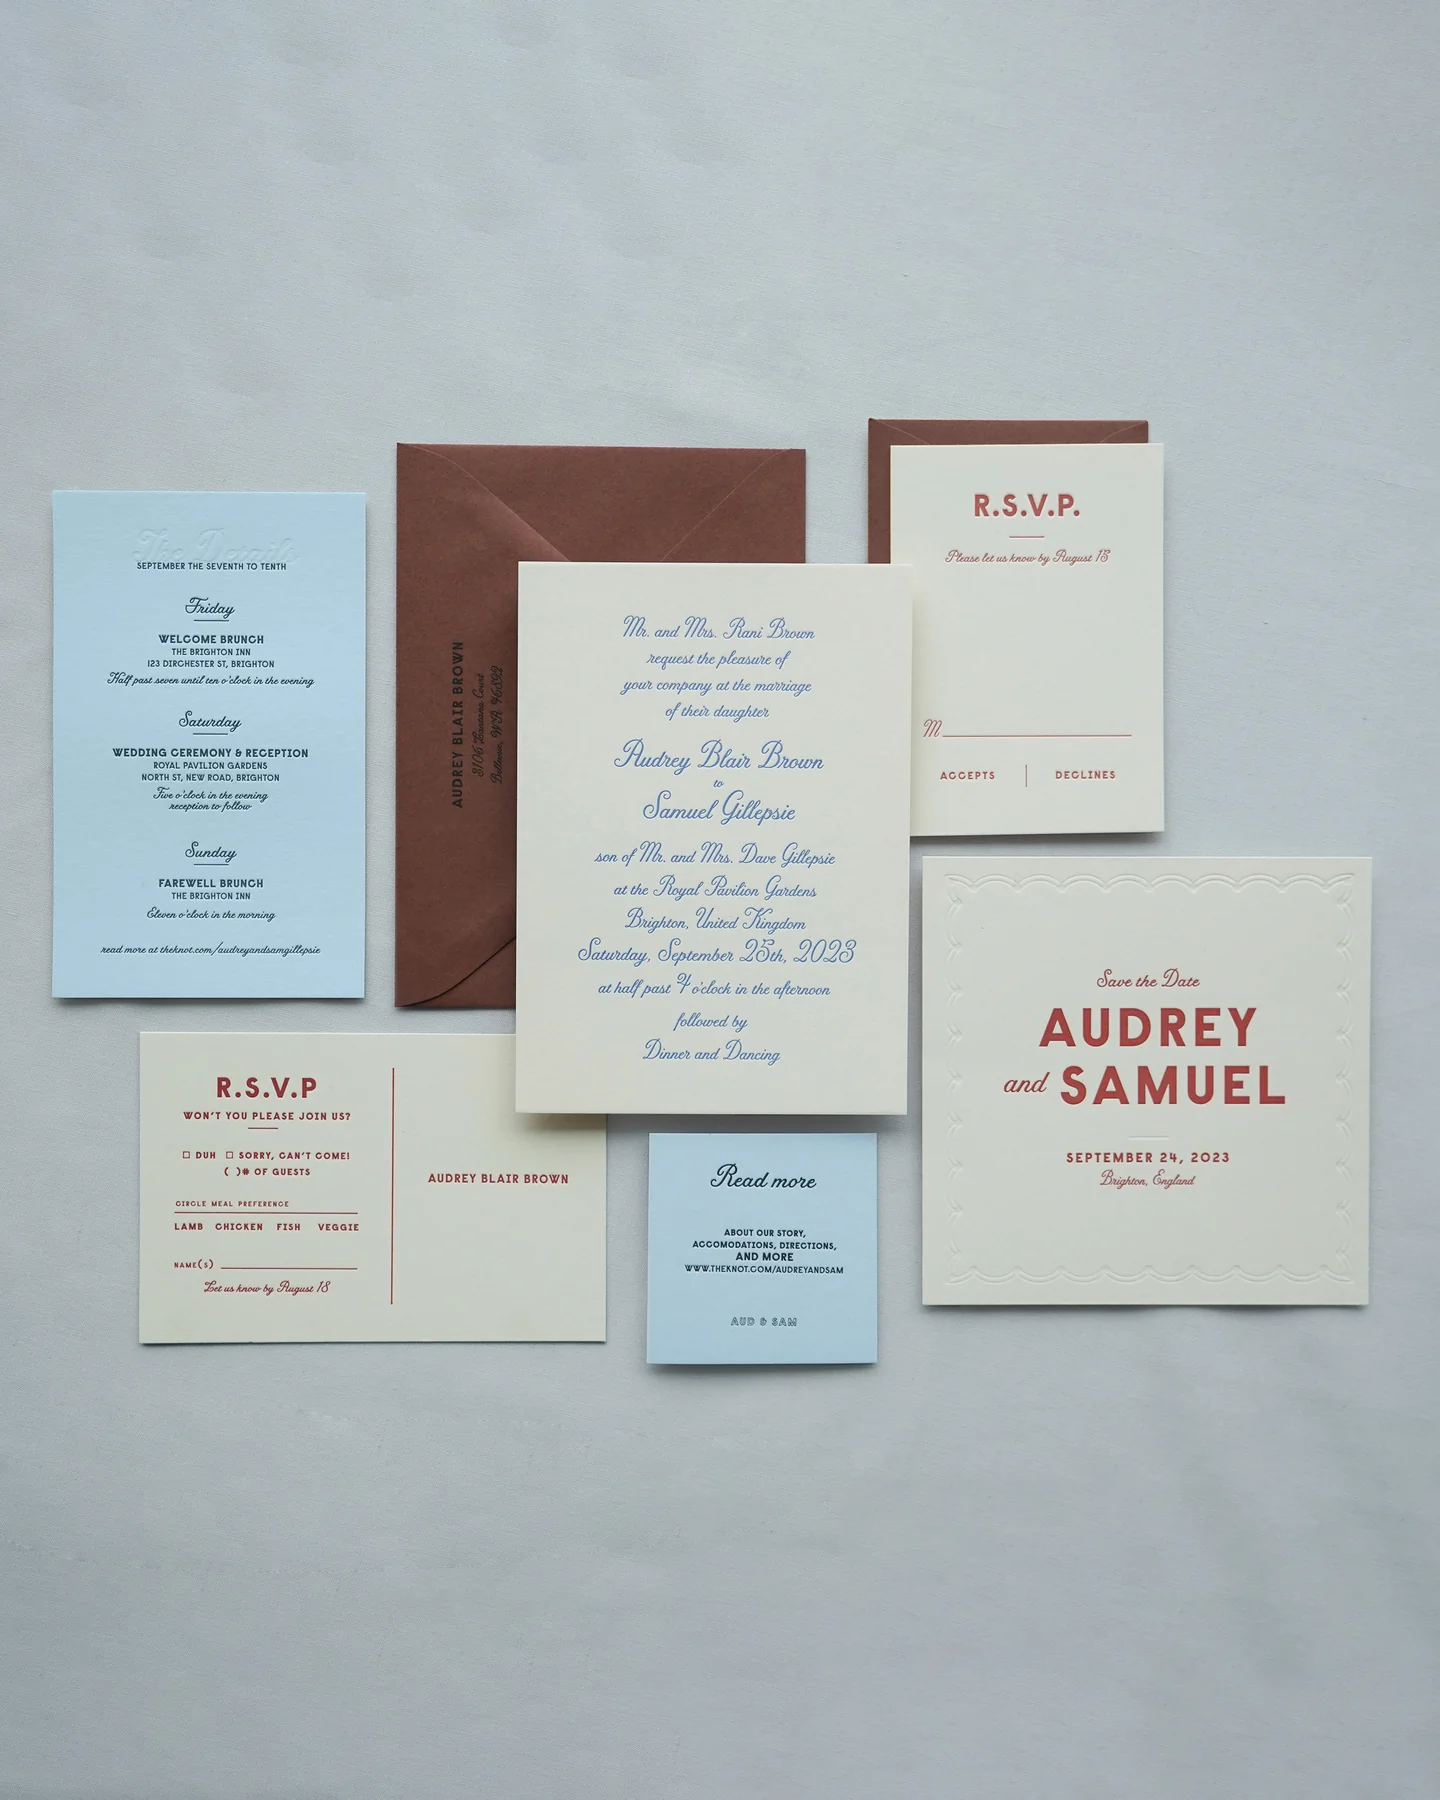 The Details
SEPTEMBER THE SEVENTH TO TENTH
Friday
WELCOME BRUNCH
THE BRIGHTON INN
123 DIRCHESTER ST, BRIGHTON
Half past seven until ten o'clock in the evening
Saturday
WEDDING CEREMONY & RECEPTION
ROYAL PAVILION GARDENS
NORTH ST, NEW ROAD, BRIGHTON
Five o'clock in the evening
reception to follow
Sunday
FAREWELL BRUNCH
THE BRIGHTON INN
Eleven o'clock in the morning
read more at theknot.com/audreyandsamgillepsie
AUDREY BLAIR BROWN
Court
Bellevue, WA
Mr. and Mrs. Rani Brown
request the pleasure of
your company at the marriage
of their daughter
Audrey Blair Brown
to
Samuel Gillepsie
son of Mr. and Mrs. Dave Gillepsie
at the Royal Pavilion Gardens
Brighton, United Kingdom
Saturday, September 25th, 2023
at half past 4 o'clock in the afternoon
followed by
Dinner and Dancing
R.S.V.P.
Please let us know by August 15
M
ACCEPTS DECLINES
R.S.V.P
WON'T YOU PLEASE JOIN US?
DUH SORRY, CAN'T COME!
( )# OF GUESTS
CIRCLE MEAL PREFERENCE
LAMB CHICKEN FISH VEGGIE
NAME(S)
Let us know by August 18
AUDREY BLAIR BROWN
Read more
ABOUT OUR STORY,
ACCOMODATIONS, DIRECTIONS,
AND MORE
WWW.THEKNOT.COM/AUDREYANDSAM
AUD & SAM
Save the Date
AUDREY
and SAMUEL
SEPTEMBER 24, 2023
Brighton, England